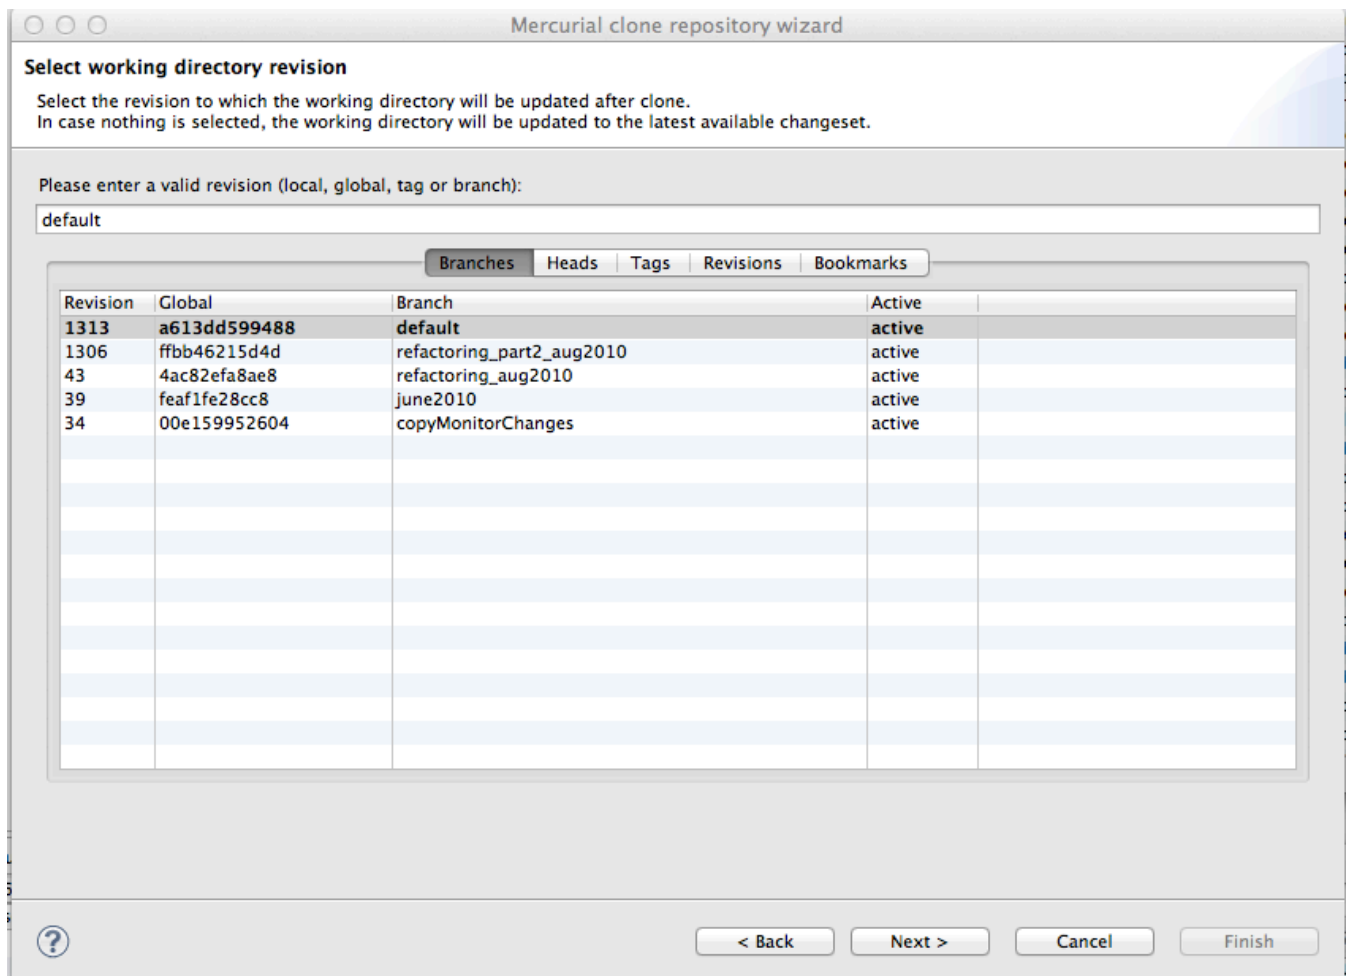 Mercurial clone repository wizard
Select working directory revision
Select the revision to which the working directory will be updated after clone.
In case nothing is selected, the working directory will be updated to the latest available changeset.
Please enter a valid revision (local, global, tag or branch):
default
Branches Heads Tags Revisions Bookmarks
Revision Global Branch Active
1313 a613dd599488 default active
1306 ffbb46215d4d refactoring_part2_aug2010 active
43 4ac82efa8ae8 refactoring_aug2010 active
39 feaf1fe28cc8 june2010 active
34 00e159952604 copyMonitorChanges active
? < Back Next > Cancel Finish